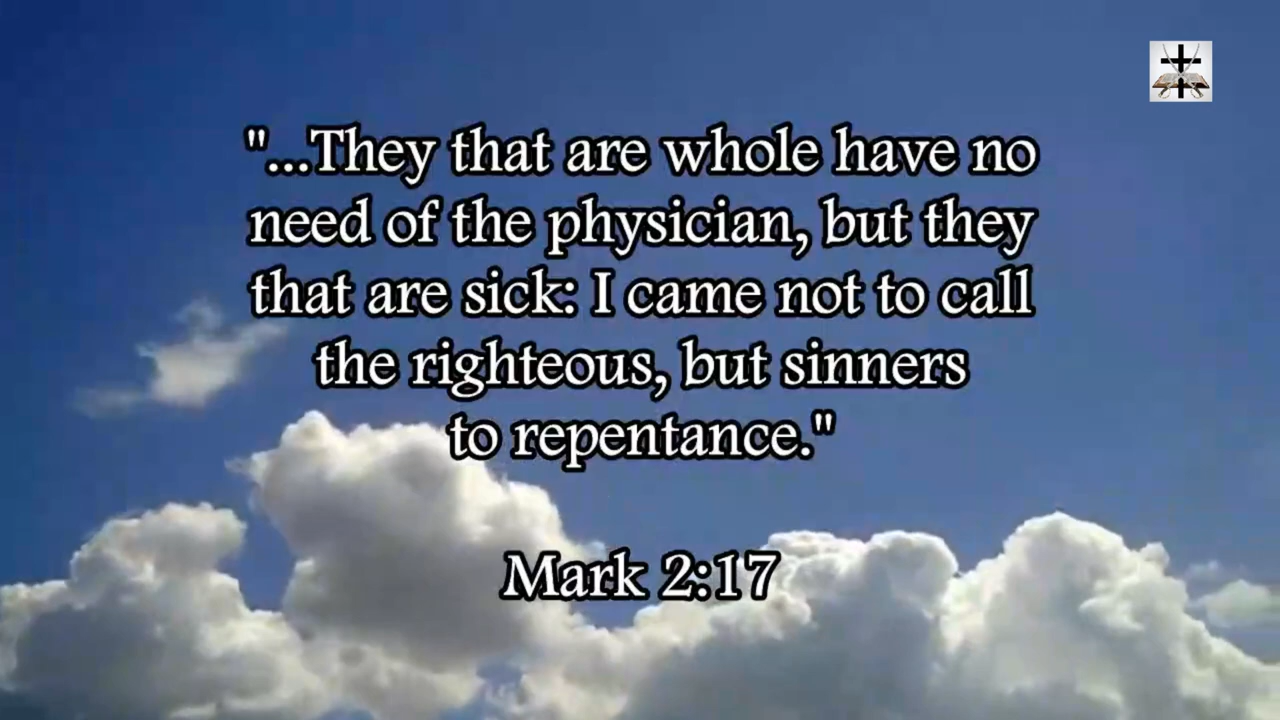 "...They that are whole have no
need of the physician, but they
that are sick: I came not to call
the righteous, but sinners
to repentance."
Mark 2:17